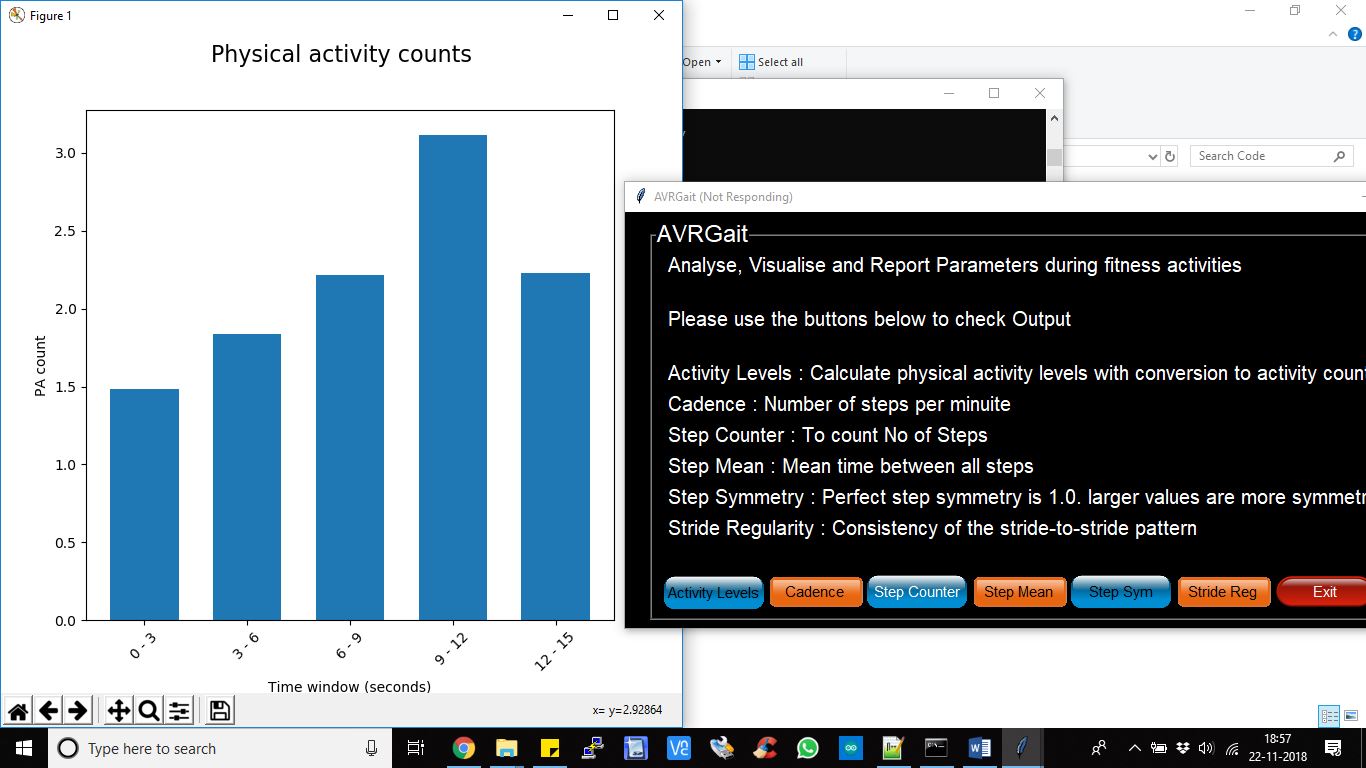 Figure 1
Physical activity counts
3.0
2.5
2.0
1.5
1.0
0.5
0.0
PA count
0 - 3
3 - 6
6 - 9
9 - 12
12 - 15
Time window (seconds)
x= y=2.92864
Open
Select all
Search Code
AVRGait (Not Responding)
AVRGait
Analyse, Visualise and Report Parameters during fitness activities
Please use the buttons below to check Output
Activity Levels : Calculate physical activity levels with conversion to activity coun
Cadence : Number of steps per minuite
Step Counter : To count No of Steps
Step Mean : Mean time between all steps
Step Symmetry : Perfect step symmetry is 1.0. larger values are more symmetr
Stride Regularity : Consistency of the stride-to-stride pattern
Activity Levels
Cadence
Step Counter
Step Mean
Step Sym
Stride Reg
Exit
Type here to search
18:57
22-11-2018